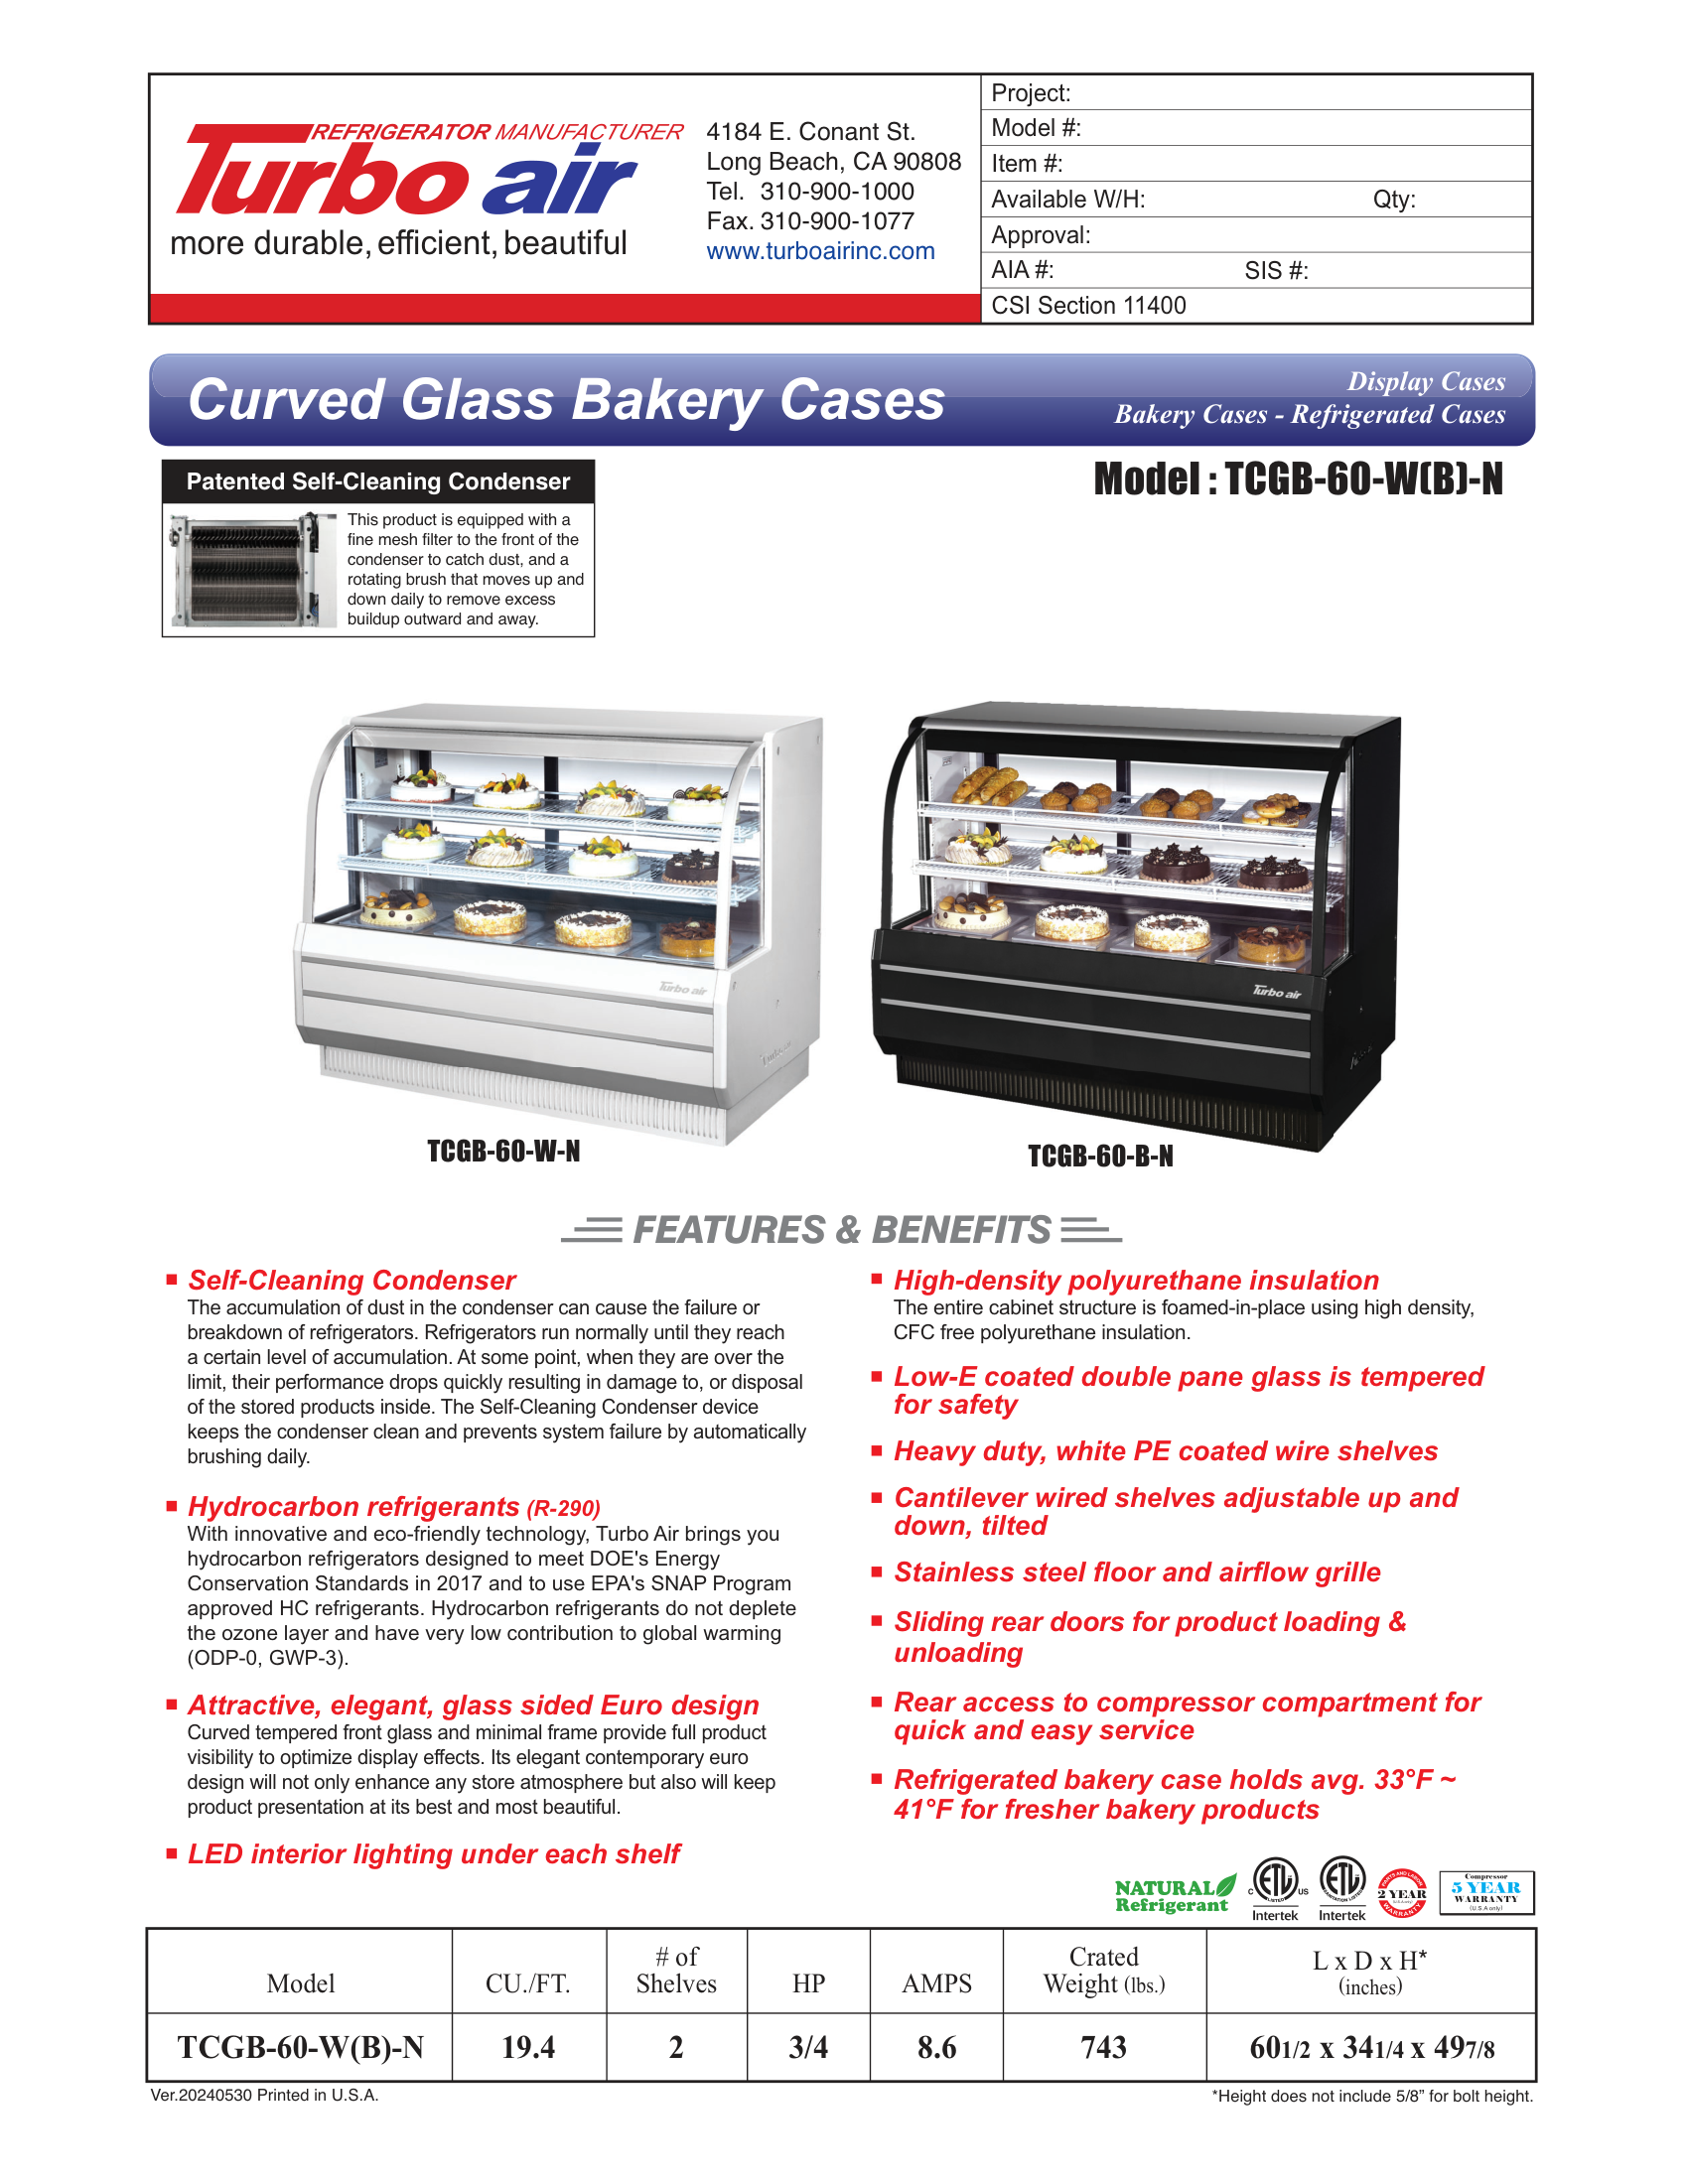 REFRIGERATOR MANUFACTURER
Turbo air
more durable, efficient, beautiful
4184 E. Conant St.
Long Beach, CA 90808
Tel. 310-900-1000
Fax. 310-900-1077
www.turboairinc.com
Project:
Model #:
Item #:
Available W/H: Qty:
Approval:
AIA #: SIS #:
CSI Section 11400
Curved Glass Bakery Cases
Display Cases
Bakery Cases - Refrigerated Cases
Patented Self-Cleaning Condenser
This product is equipped with a
fine mesh filter to the front of the
condenser to catch dust, and a
rotating brush that moves up and
down daily to remove excess
buildup outward and away.
Model : TCGB-60-W(B)-N
Turbo air
Turbo air
TCGB-60-W-N
TCGB-60-B-N
FEATURES & BENEFITS
Self-Cleaning Condenser
The accumulation of dust in the condenser can cause the failure or
breakdown of refrigerators. Refrigerators run normally until they reach
a certain level of accumulation. At some point, when they are over the
limit, their performance drops quickly resulting in damage to, or disposal
of the stored products inside. The Self-Cleaning Condenser device
keeps the condenser clean and prevents system failure by automatically
brushing daily.
Hydrocarbon refrigerants (R-290)
With innovative and eco-friendly technology, Turbo Air brings you
hydrocarbon refrigerators designed to meet DOE's Energy
Conservation Standards in 2017 and to use EPA's SNAP Program
approved HC refrigerants. Hydrocarbon refrigerants do not deplete
the ozone layer and have very low contribution to global warming
(ODP-0, GWP-3).
Attractive, elegant, glass sided Euro design
Curved tempered front glass and minimal frame provide full product
visibility to optimize display effects. Its elegant contemporary euro
design will not only enhance any store atmosphere but also will keep
product presentation at its best and most beautiful.
LED interior lighting under each shelf
High-density polyurethane insulation
The entire cabinet structure is foamed-in-place using high density,
CFC free polyurethane insulation.
Low-E coated double pane glass is tempered
for safety
Heavy duty, white PE coated wire shelves
Cantilever wired shelves adjustable up and
down, tilted
Stainless steel floor and airflow grille
Sliding rear doors for product loading &
unloading
Rear access to compressor compartment for
quick and easy service
Refrigerated bakery case holds avg. 33°F ~
41°F for fresher bakery products
NATURAL
Refrigerant
C ETL US
LISTED
Intertek
ETL
SANITATION LISTED
Intertek
PARTS AND LABOR
2 YEAR
WARRANTY
Compressor
5 YEAR
WARRANTY
(U.S.A only)
Model CU./FT. # of Shelves HP AMPS Crated Weight (lbs.) L x D x H* (inches)
TCGB-60-W(B)-N 19.4 2 3/4 8.6 743 601/2 x 341/4 x 497/8
Ver.20240530 Printed in U.S.A.
*Height does not include 5/8” for bolt height.